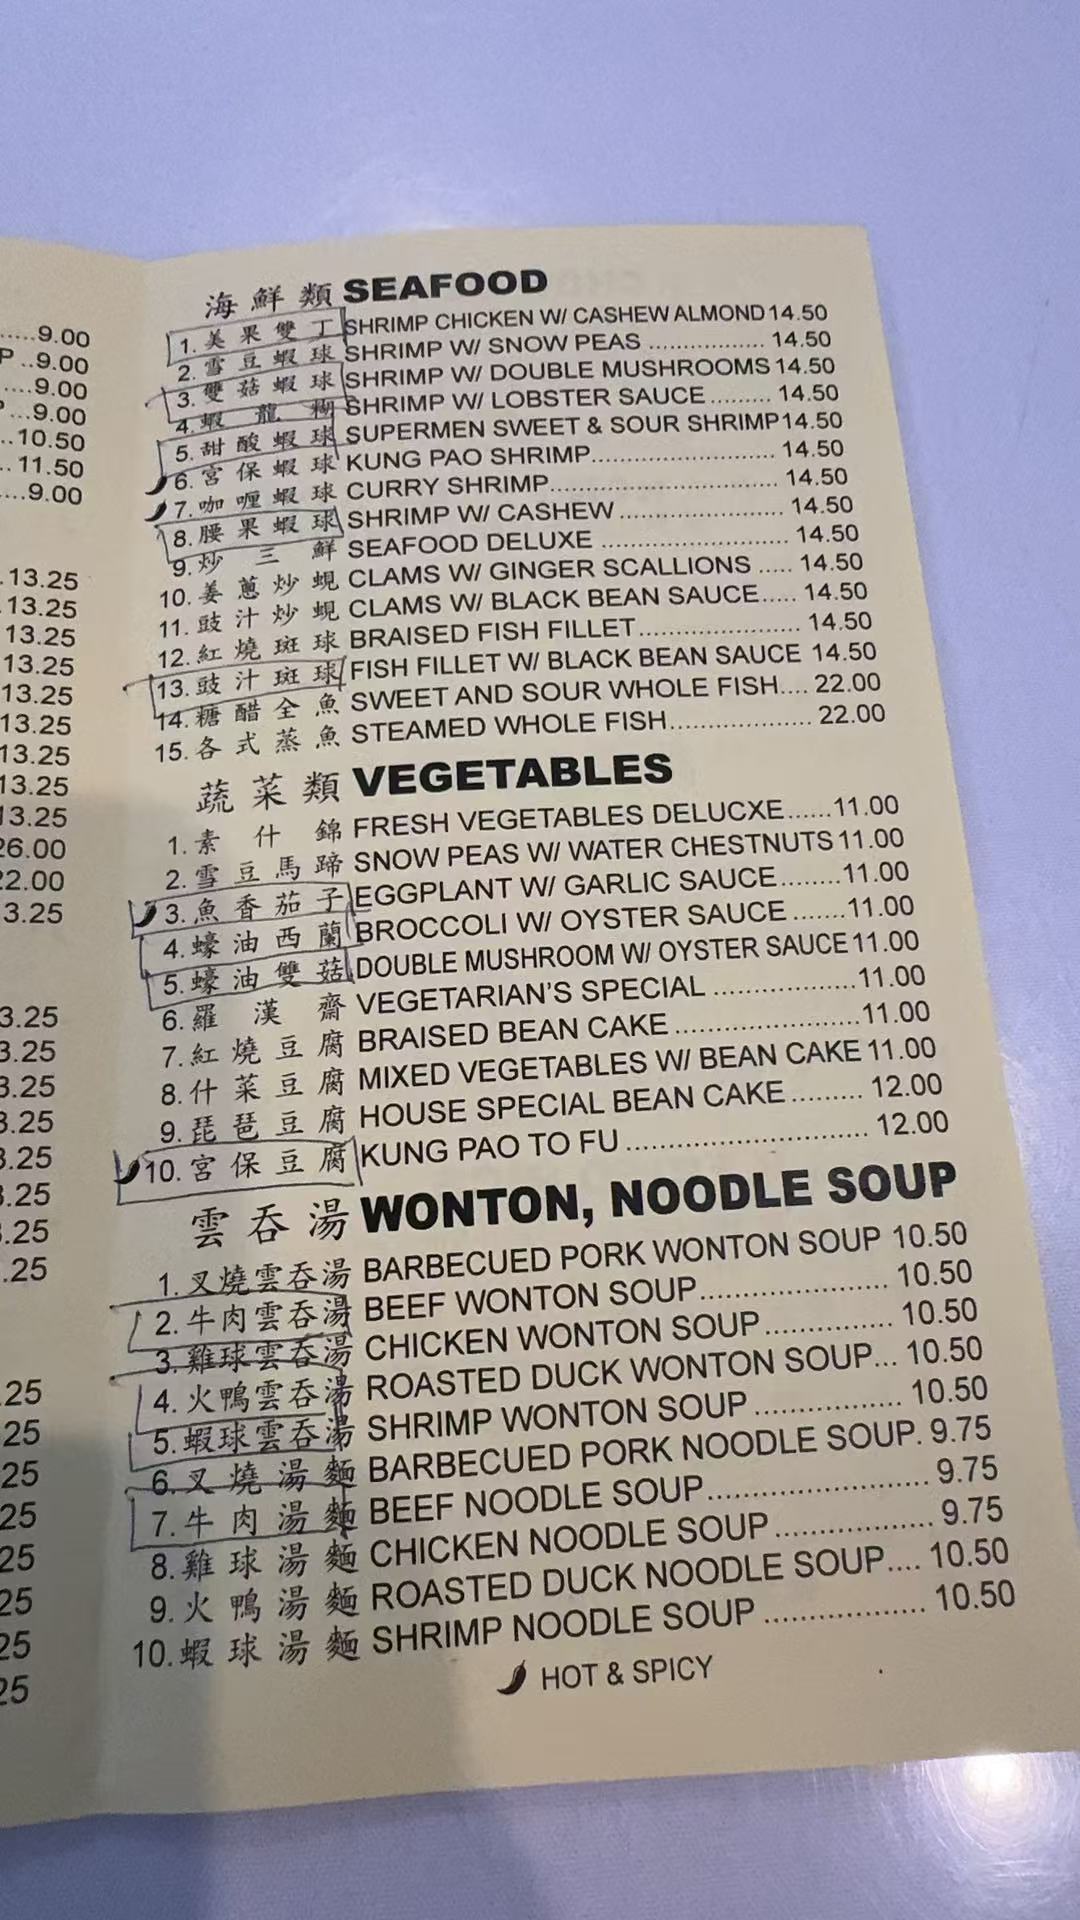 .....9.00
P ..9.00
....9.00
P ...9.00
..10.50
.. 11.50
....9.00
.13.25
.13.25
13.25
13.25
13.25
13.25
13.25
13.25
13.25
26.00
22.00
3.25
3.25
3.25
3.25
3.25
3.25
3.25
.25
.25
.25
25
25
25
25
25
25
25
海鮮類 SEAFOOD
1. 美果雙丁 SHRIMP CHICKEN W/ CASHEW ALMOND 14.50
2. 雪豆蝦球 SHRIMP W/ SNOW PEAS .................. 14.50
3. 雙菇蝦球 SHRIMP W/ DOUBLE MUSHROOMS 14.50
4. 蝦龍糊 SHRIMP W/ LOBSTER SAUCE ......... 14.50
5. 甜酸蝦球 SUPERMEN SWEET & SOUR SHRIMP 14.50
6. 宮保蝦球 KUNG PAO SHRIMP........................... 14.50
7. 咖喱蝦球 CURRY SHRIMP................................. 14.50
8. 腰果蝦球 SHRIMP W/ CASHEW ...................... 14.50
9. 炒三鮮 SEAFOOD DELUXE ......................... 14.50
10. 姜蔥炒蜆 CLAMS W/ GINGER SCALLIONS ..... 14.50
11. 豉汁炒蜆 CLAMS W/ BLACK BEAN SAUCE..... 14.50
12. 紅燒斑球 BRAISED FISH FILLET....................... 14.50
13. 豉汁斑球 FISH FILLET W/ BLACK BEAN SAUCE 14.50
14. 糖醋全魚 SWEET AND SOUR WHOLE FISH.... 22.00
15. 各式蒸魚 STEAMED WHOLE FISH.................... 22.00
蔬菜類 VEGETABLES
1. 素什錦 FRESH VEGETABLES DELUCXE......11.00
2. 雪豆馬蹄 SNOW PEAS W/ WATER CHESTNUTS 11.00
3. 魚香茄子 EGGPLANT W/ GARLIC SAUCE........11.00
4. 蠔油西蘭 BROCCOLI W/ OYSTER SAUCE .......11.00
5. 蠔油雙菇 DOUBLE MUSHROOM W/ OYSTER SAUCE 11.00
6. 羅漢齋 VEGETARIAN'S SPECIAL ..................11.00
7. 紅燒豆腐 BRAISED BEAN CAKE .......................11.00
8. 什菜豆腐 MIXED VEGETABLES W/ BEAN CAKE 11.00
9. 琵琶豆腐 HOUSE SPECIAL BEAN CAKE ......... 12.00
10. 宮保豆腐 KUNG PAO TO FU ............................. 12.00
雲吞湯 WONTON, NOODLE SOUP
1. 叉燒雲吞湯 BARBECUED PORK WONTON SOUP 10.50
2. 牛肉雲吞湯 BEEF WONTON SOUP..................... 10.50
3. 雞球雲吞湯 CHICKEN WONTON SOUP.............. 10.50
4. 火鴨雲吞湯 ROASTED DUCK WONTON SOUP... 10.50
5. 蝦球雲吞湯 SHRIMP WONTON SOUP ................ 10.50
6. 叉燒湯麵 BARBECUED PORK NOODLE SOUP. 9.75
7. 牛肉湯麵 BEEF NOODLE SOUP......................... 9.75
8. 雞球湯麵 CHICKEN NOODLE SOUP ................. 9.75
9. 火鴨湯麵 ROASTED DUCK NOODLE SOUP.... 10.50
10. 蝦球湯麵 SHRIMP NOODLE SOUP .................. 10.50
HOT & SPICY